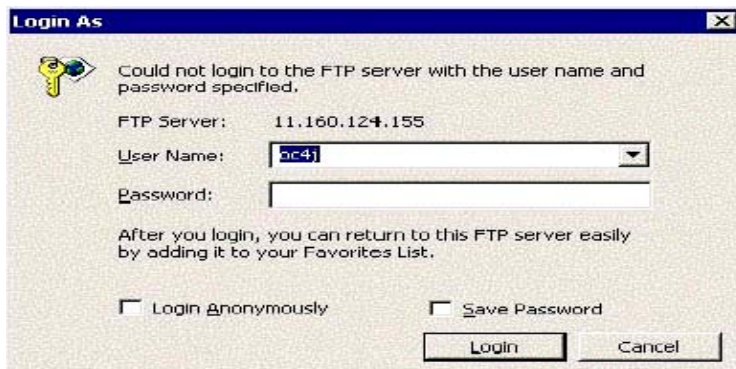 Login As
Could not login to the FTP server with the user name and
password specified.
FTP Server: 11.160.124.155
User Name: oc4j
Password:
After you login, you can return to this FTP server easily
by adding it to your Favorites List.
Login Anonymously Save Password
Login Cancel